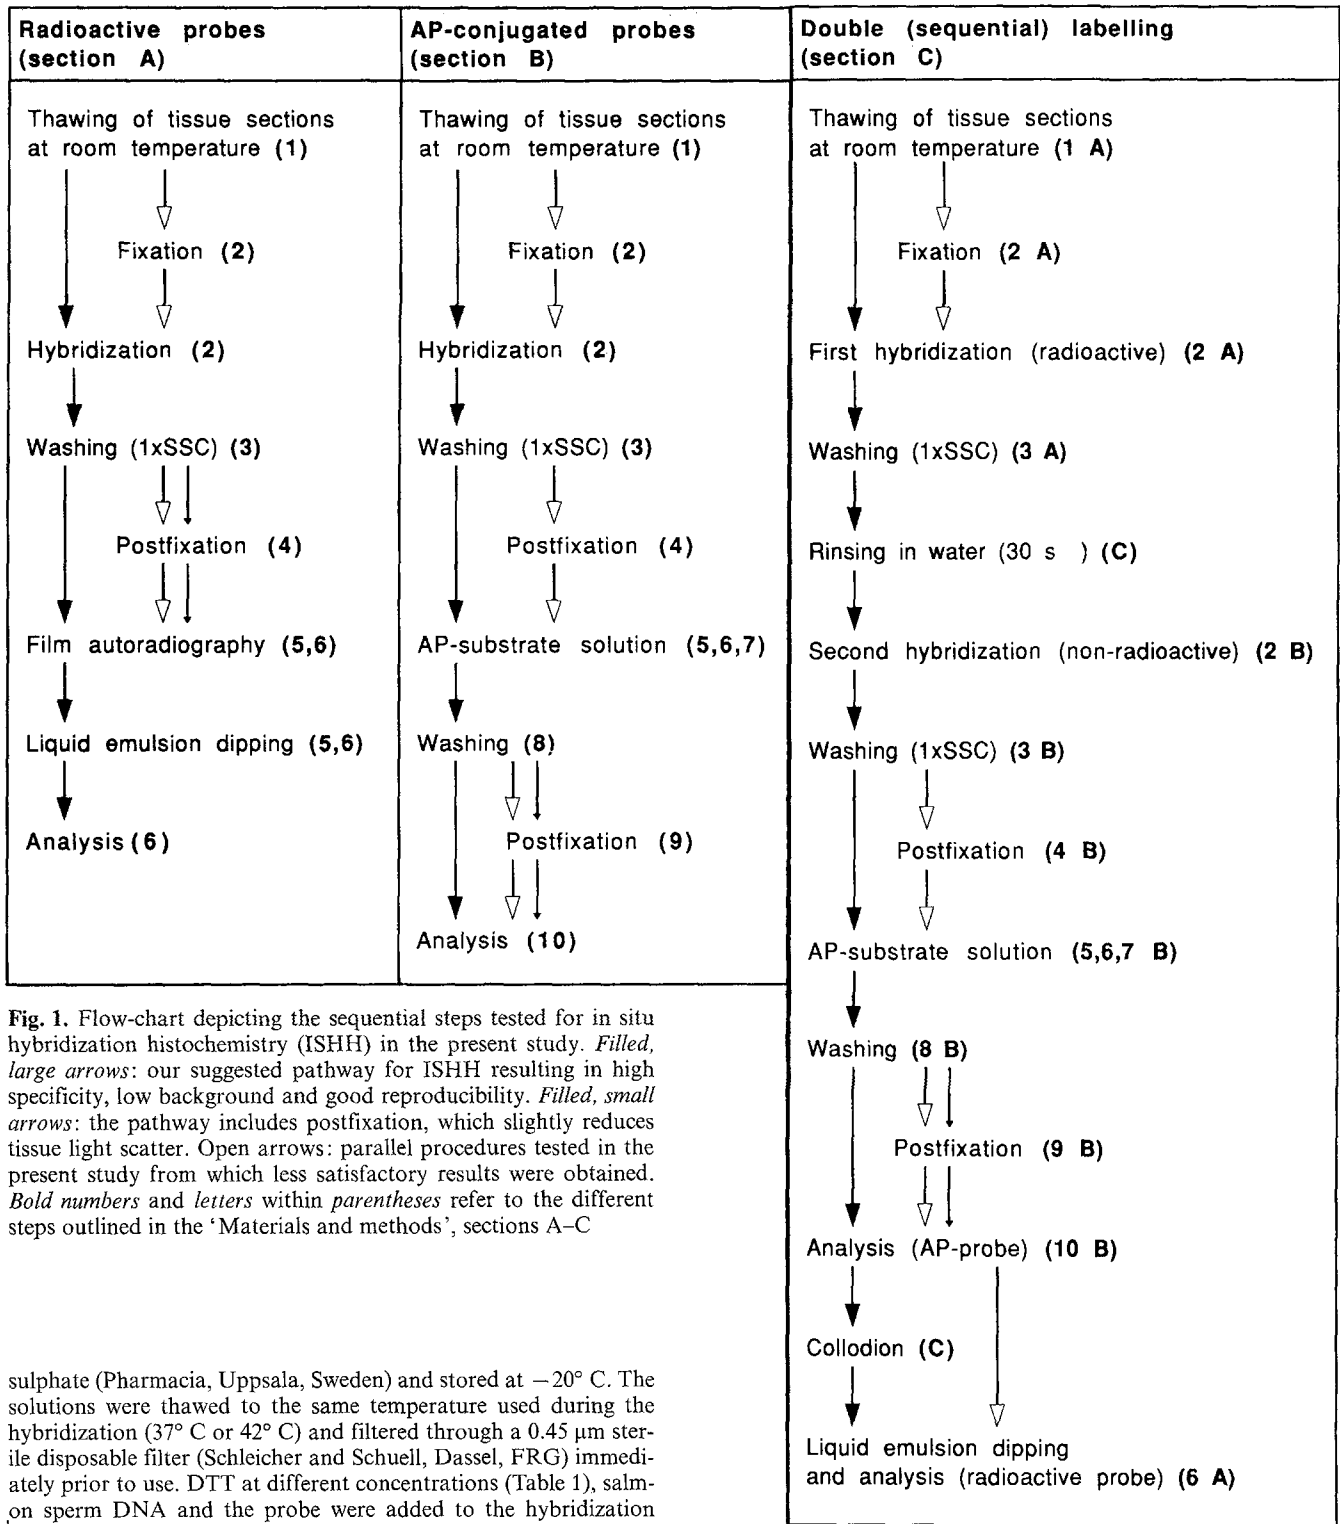 Radioactive probes
(section A)
Thawing of tissue sections
at room temperature (1)
Fixation (2)
Hybridization (2)
Washing (1xSSC) (3)
Postfixation (4)
Film autoradiography (5,6)
Liquid emulsion dipping (5,6)
Analysis (6)
AP-conjugated probes
(section B)
Thawing of tissue sections
at room temperature (1)
Fixation (2)
Hybridization (2)
Washing (1xSSC) (3)
Postfixation (4)
AP-substrate solution (5,6,7)
Washing (8)
Postfixation (9)
Analysis (10)
Double (sequential) labelling
(section C)
Thawing of tissue sections
at room temperature (1 A)
Fixation (2 A)
First hybridization (radioactive) (2 A)
Washing (1xSSC) (3 A)
Rinsing in water (30 s ) (C)
Second hybridization (non-radioactive) (2 B)
Washing (1xSSC) (3 B)
Postfixation (4 B)
AP-substrate solution (5,6,7 B)
Washing (8 B)
Postfixation (9 B)
Analysis (AP-probe) (10 B)
Collodion (C)
Liquid emulsion dipping
and analysis (radioactive probe) (6 A)
Fig. 1. Flow-chart depicting the sequential steps tested for in situ
hybridization histochemistry (ISHH) in the present study. Filled,
large arrows: our suggested pathway for ISHH resulting in high
specificity, low background and good reproducibility. Filled, small
arrows: the pathway includes postfixation, which slightly reduces
tissue light scatter. Open arrows: parallel procedures tested in the
present study from which less satisfactory results were obtained.
Bold numbers and letters within parentheses refer to the different
steps outlined in the ‘Materials and methods’, sections A–C
sulphate (Pharmacia, Uppsala, Sweden) and stored at −20° C. The
solutions were thawed to the same temperature used during the
hybridization (37° C or 42° C) and filtered through a 0.45 μm ster-
ile disposable filter (Schleicher and Schuell, Dassel, FRG) immedi-
ately prior to use. DTT at different concentrations (Table 1), salm-
on sperm DNA and the probe were added to the hybridization